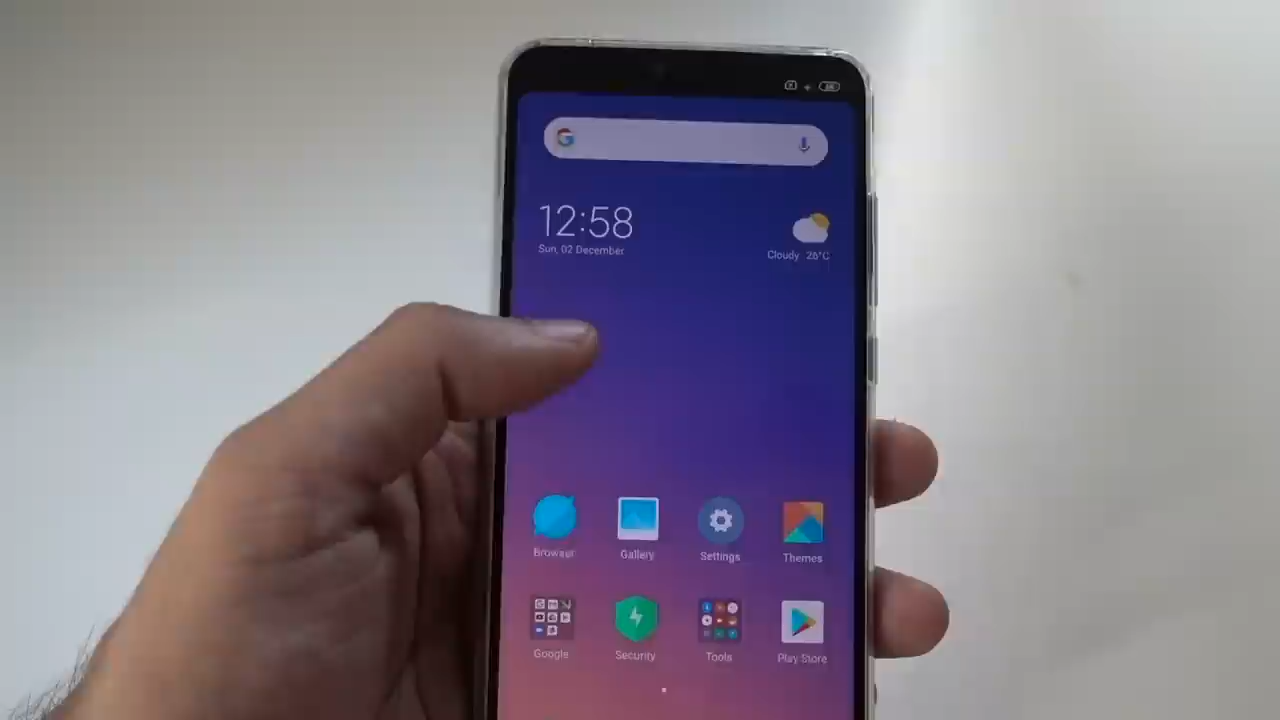 12:58
Sun, 02 December
Cloudy 26°C
Browser
Gallery
Settings
Themes
Google
Security
Tools
Play Store